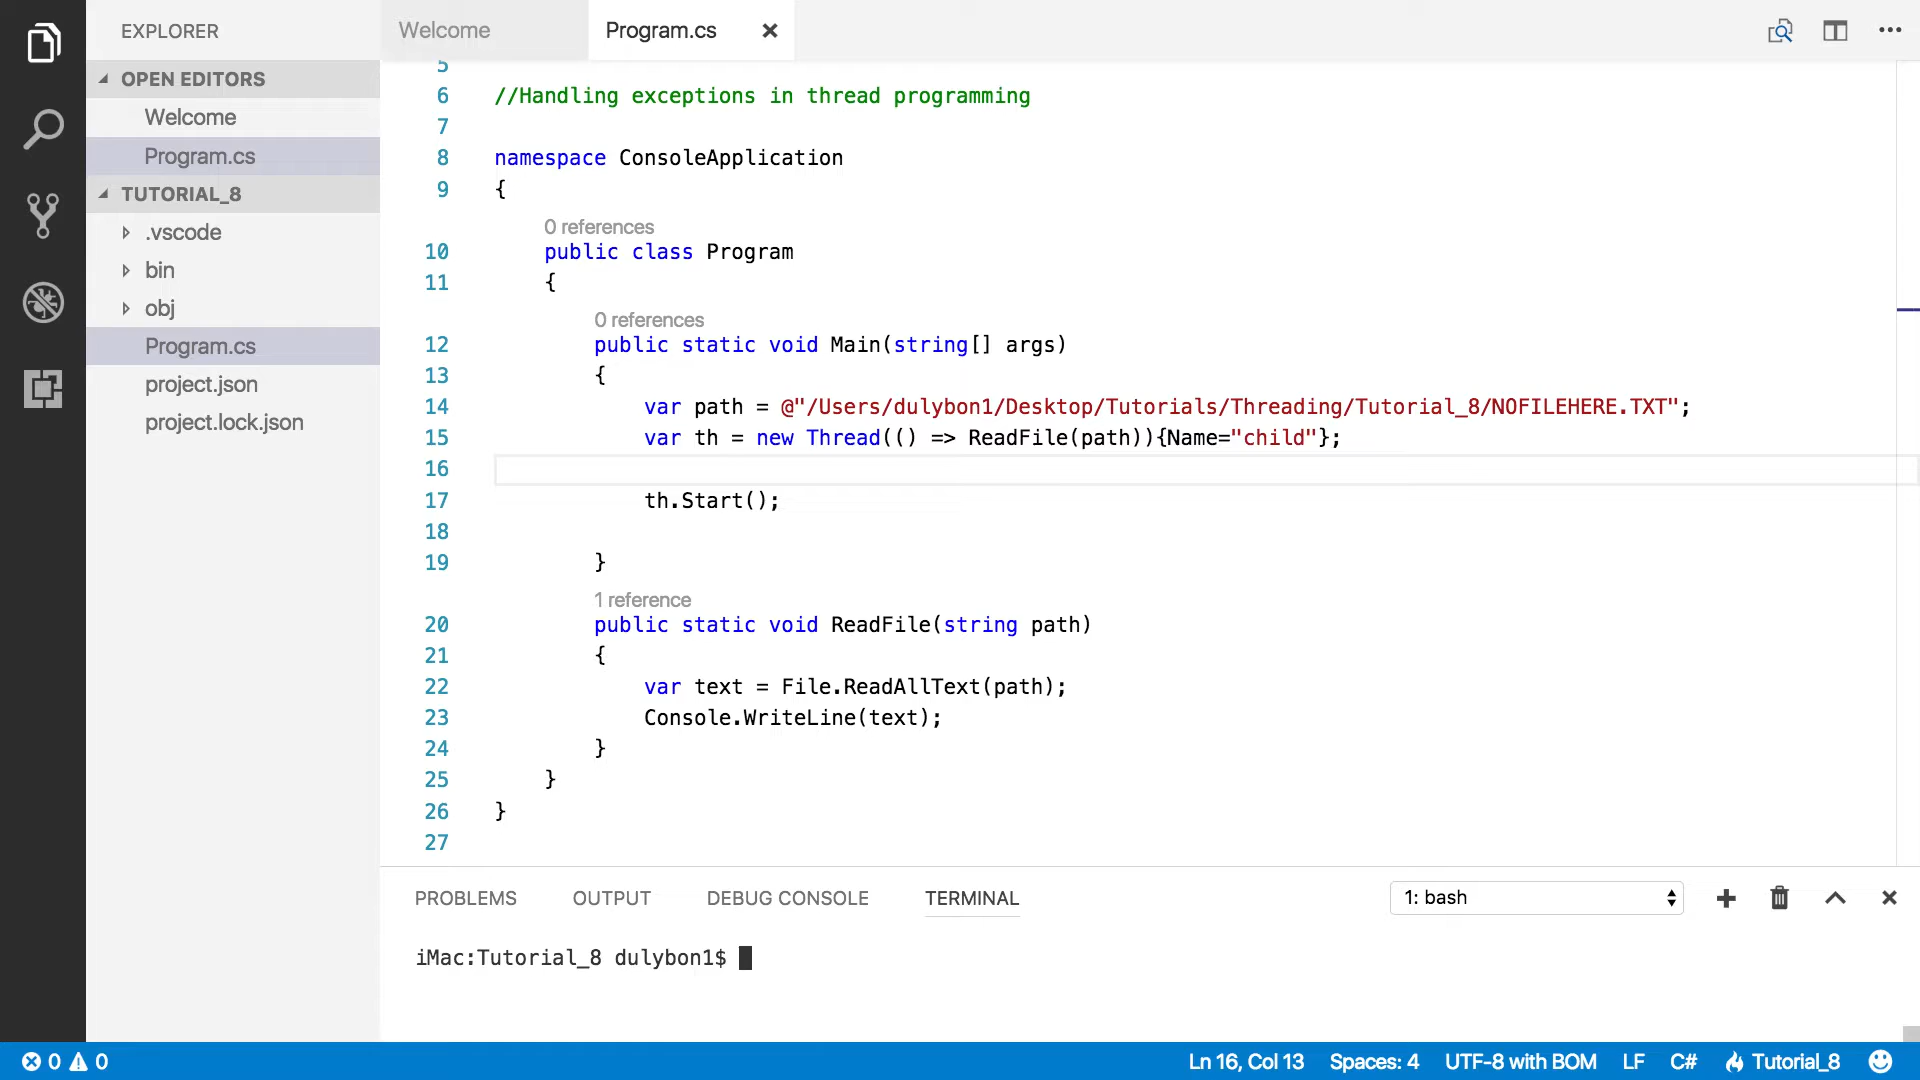 EXPLORER
OPEN EDITORS
Welcome
Program.cs
TUTORIAL_8
.vscode
bin
obj
Program.cs
project.json
project.lock.json
Welcome
Program.cs
5
6 //Handling exceptions in thread programming
7
8 namespace ConsoleApplication
9 {
0 references
10 public class Program
11 {
0 references
12 public static void Main(string[] args)
13 {
14 var path = @"/Users/dulybon1/Desktop/Tutorials/Threading/Tutorial_8/NOFILEHERE.TXT";
15 var th = new Thread(() => ReadFile(path)){Name="child"};
16
17 th.Start();
18
19 }
1 reference
20 public static void ReadFile(string path)
21 {
22 var text = File.ReadAllText(path);
23 Console.WriteLine(text);
24 }
25 }
26 }
27
PROBLEMS OUTPUT DEBUG CONSOLE TERMINAL 1: bash
iMac:Tutorial_8 dulybon1$
0 0 Ln 16, Col 13 Spaces: 4 UTF-8 with BOM LF C# Tutorial_8